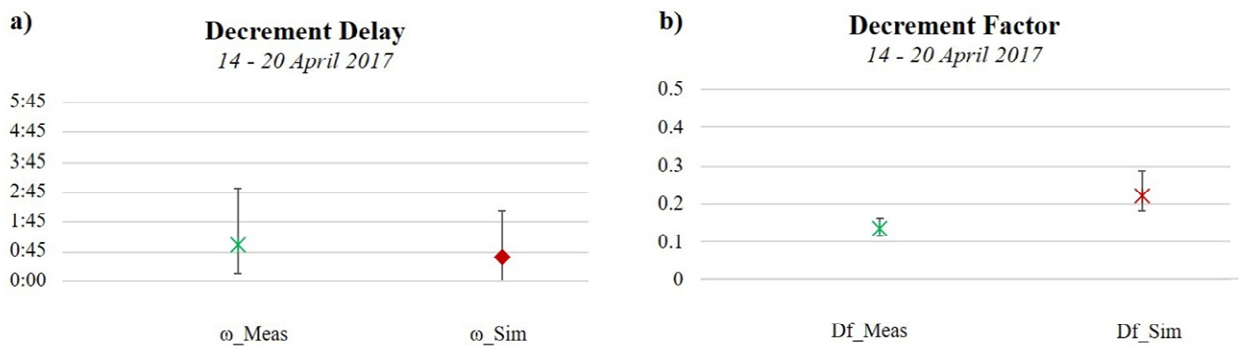 a)
Decrement Delay
14 - 20 April 2017
5:45
4:45
3:45
2:45
1:45
0:45
0:00
ω_Meas
ω_Sim
b)
Decrement Factor
14 - 20 April 2017
0.5
0.4
0.3
0.2
0.1
0
Df_Meas
Df_Sim